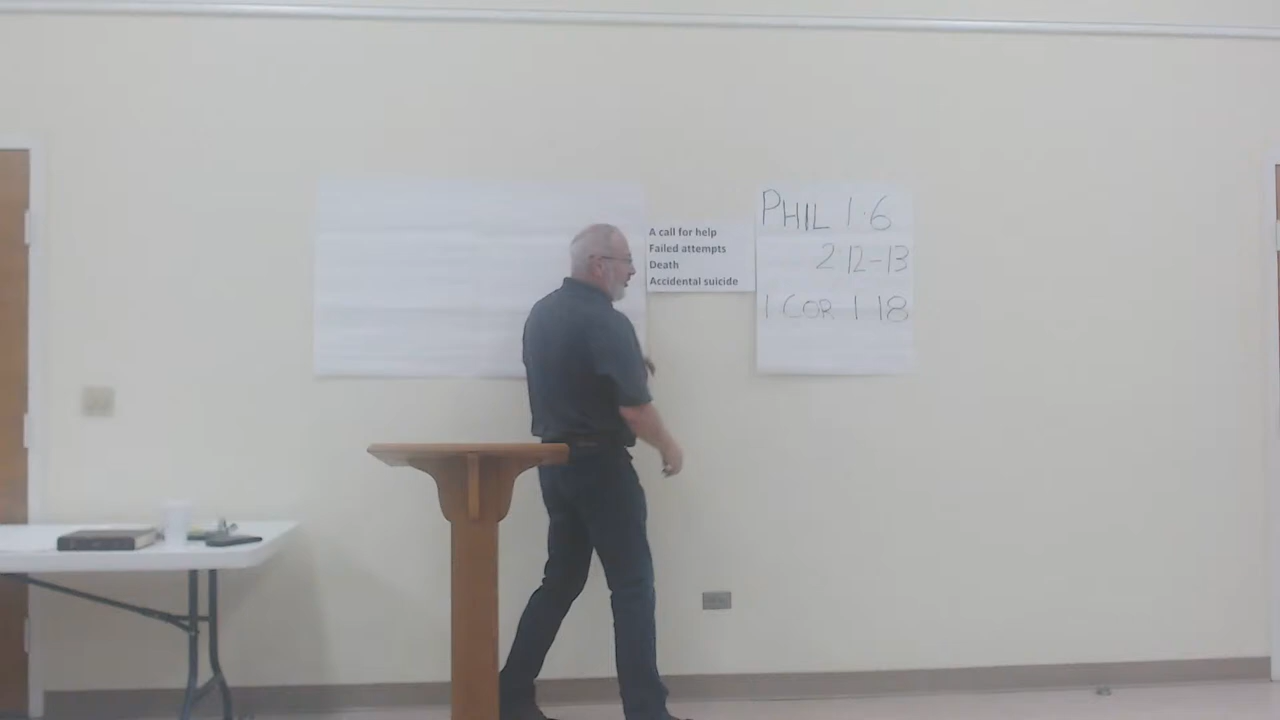 A call for help
Failed attempts
Death
Accidental suicide
PHIL 1:6
2:12-13
1 COR 1 18